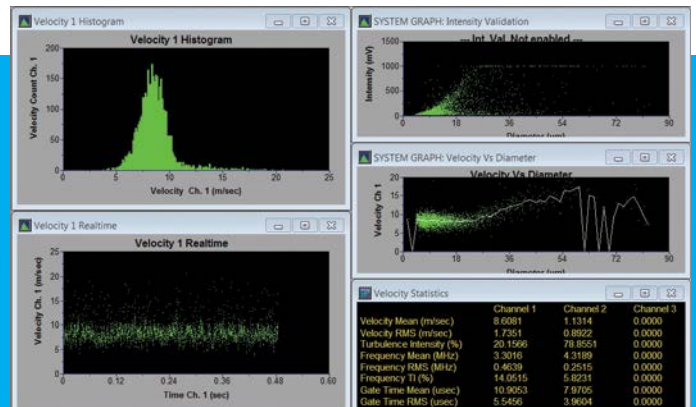 Velocity 1 Histogram
Velocity 1 Histogram
200
150
100
50
0
Velocity Count Ch. 1
0 5 10 15 20 25
Velocity Ch. 1 (m/sec)
SYSTEM GRAPH: Intensity Validation
--- Int. Val. Not enabled ---
1500
1000
500
0
Intensity (mV)
0 18 36 54 72 90
Diameter (um)
SYSTEM GRAPH: Velocity Vs Diameter
Velocity Vs Diameter
20
15
10
5
0
Velocity Ch 1
0 18 36 54 72 90
Diameter (um)
Velocity 1 Realtime
Velocity 1 Realtime
25
20
15
10
5
0
Velocity Ch. 1 (m/sec)
0 0.12 0.24 0.36 0.48 0.60
Time Ch. 1 (sec)
Velocity Statistics
Channel 1 Channel 2 Channel 3
Velocity Mean (m/sec) 8.6081 1.1314 0.0000
Velocity RMS (m/sec) 1.7351 0.8922 0.0000
Turbulence Intensity (%) 20.1566 78.8551 0.0000
Frequency Mean (MHz) 3.3016 4.3189 0.0000
Frequency RMS (MHz) 0.4639 0.2515 0.0000
Frequency TI (%) 14.0515 5.8231 0.0000
Gate Time Mean (usec) 10.9053 7.9705 0.0000
Gate Time RMS (usec) 5.5456 3.9604 0.0000